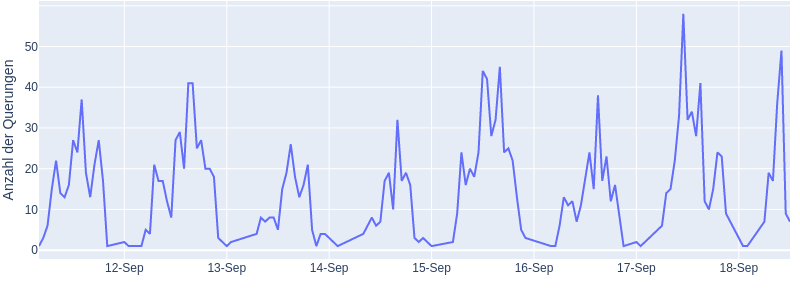 Anzahl der Querungen
50
40
30
20
10
0
12-Sep
13-Sep
14-Sep
15-Sep
16-Sep
17-Sep
18-Sep